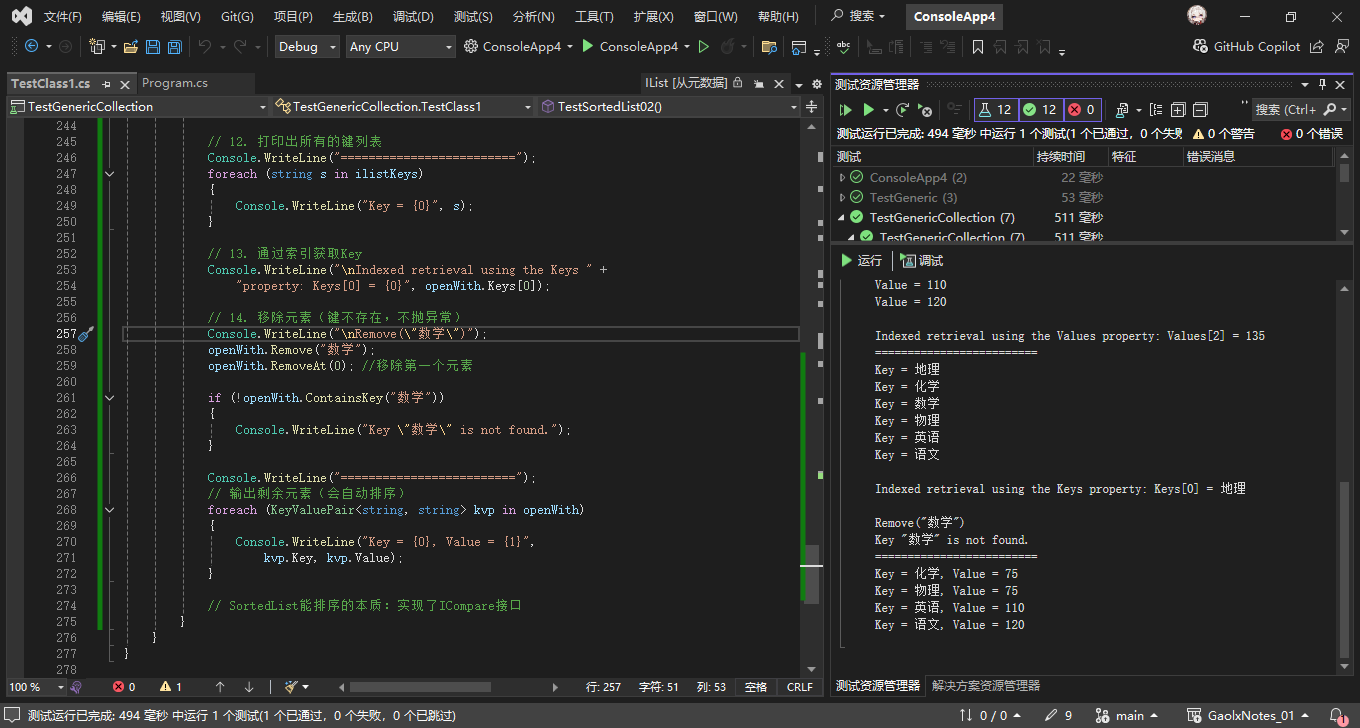 文件(F) 编辑(E) 视图(V) Git(G) 项目(P) 生成(B) 调试(D) 测试(S) 分析(N) 工具(T) 扩展(X) 窗口(W) 帮助(H) 搜索 ConsoleApp4
Debug Any CPU ConsoleApp4 ConsoleApp4 abc GitHub Copilot
TestClass1.cs Program.cs IList [从元数据]
TestGenericCollection TestGenericCollection.TestClass1 TestSortedList02()
244
245 // 12. 打印出所有的键列表
246 Console.WriteLine("=========================");
247 foreach (string s in ilistKeys)
248 {
249 Console.WriteLine("Key = {0}", s);
250 }
251
252 // 13. 通过索引获取Key
253 Console.WriteLine("\nIndexed retrieval using the Keys " +
254 "property: Keys[0] = {0}", openWith.Keys[0]);
255
256 // 14. 移除元素（键不存在，不抛异常）
257 Console.WriteLine("\nRemove(\"数学\")");
258 openWith.Remove("数学");
259 openWith.RemoveAt(0); //移除第一个元素
260
261 if (!openWith.ContainsKey("数学"))
262 {
263 Console.WriteLine("Key \"数学\" is not found.");
264 }
265
266 Console.WriteLine("=========================");
267 // 输出剩余元素（会自动排序）
268 foreach (KeyValuePair<string, string> kvp in openWith)
269 {
270 Console.WriteLine("Key = {0}, Value = {1}",
271 kvp.Key, kvp.Value);
272 }
273
274 // SortedList能排序的本质：实现了ICompare接口
275 }
276 }
277 }
278
100 % 0 1 行: 257 字符: 51 列: 53 空格 CRLF
测试资源管理器
12 12 0 搜索 (Ctrl+
测试运行已完成: 494 毫秒 中运行 1 个测试(1 个已通过，0 个失败 0 个警告 0 个错误
测试 持续时间 特征 错误消息
ConsoleApp4 (2) 22 毫秒
TestGeneric (3) 53 毫秒
TestGenericCollection (7) 511 毫秒
TestGenericCollection (7) 511 毫秒
运行 调试
Value = 110
Value = 120
Indexed retrieval using the Values property: Values[2] = 135
=========================
Key = 地理
Key = 化学
Key = 数学
Key = 物理
Key = 英语
Key = 语文
Indexed retrieval using the Keys property: Keys[0] = 地理
Remove("数学")
Key "数学" is not found.
=========================
Key = 化学, Value = 75
Key = 物理, Value = 75
Key = 英语, Value = 110
Key = 语文, Value = 120
测试资源管理器 解决方案资源管理器
测试运行已完成: 494 毫秒 中运行 1 个测试(1 个已通过，0 个失败，0 个已跳过) 0 / 0 9 main GaolxNotes_01 1